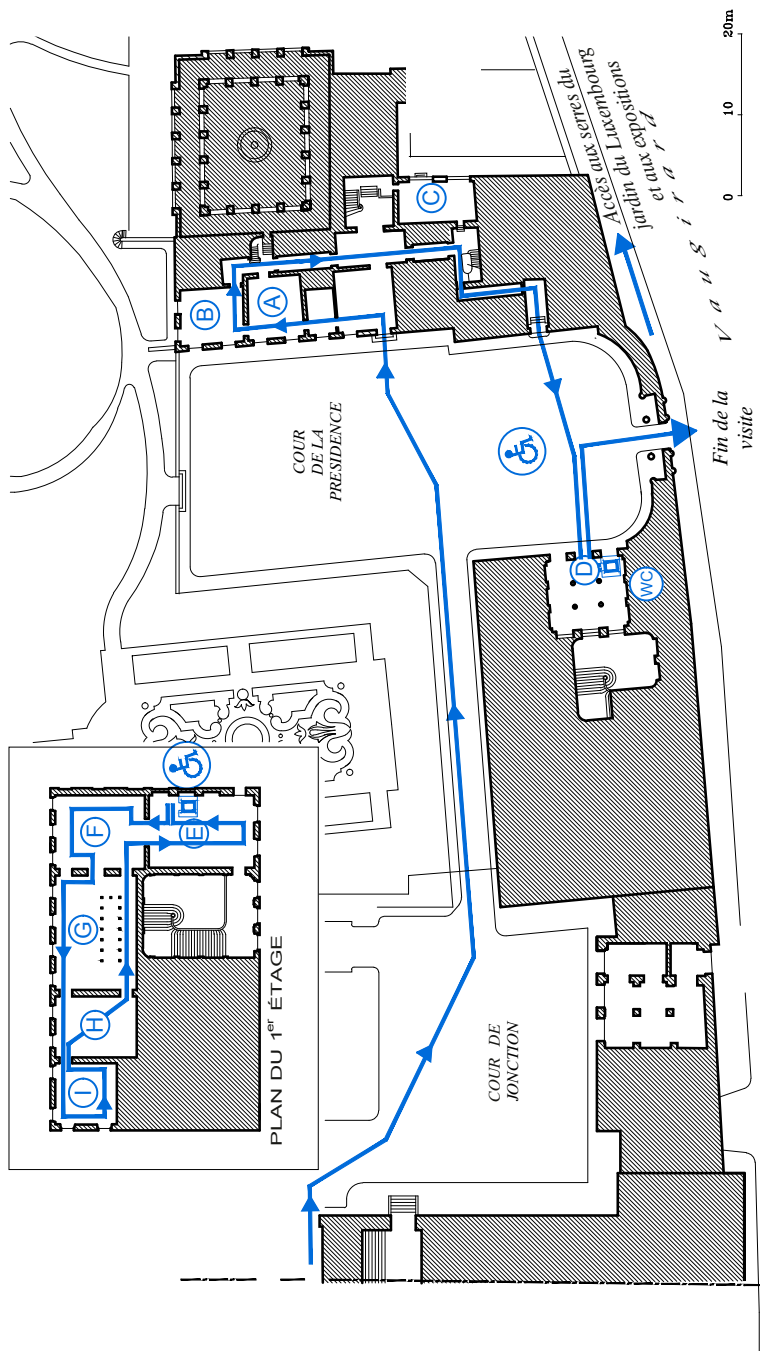 0
10
20m
Accès aux serres du
jardin du Luxembourg
et aux expositions
Vaugirard
C
B
A
COUR
DE LA
PRESIDENCE
Fin de la
visite
D
WC
F
E
G
H
I
PLAN DU 1er ÉTAGE
COUR DE
JONCTION